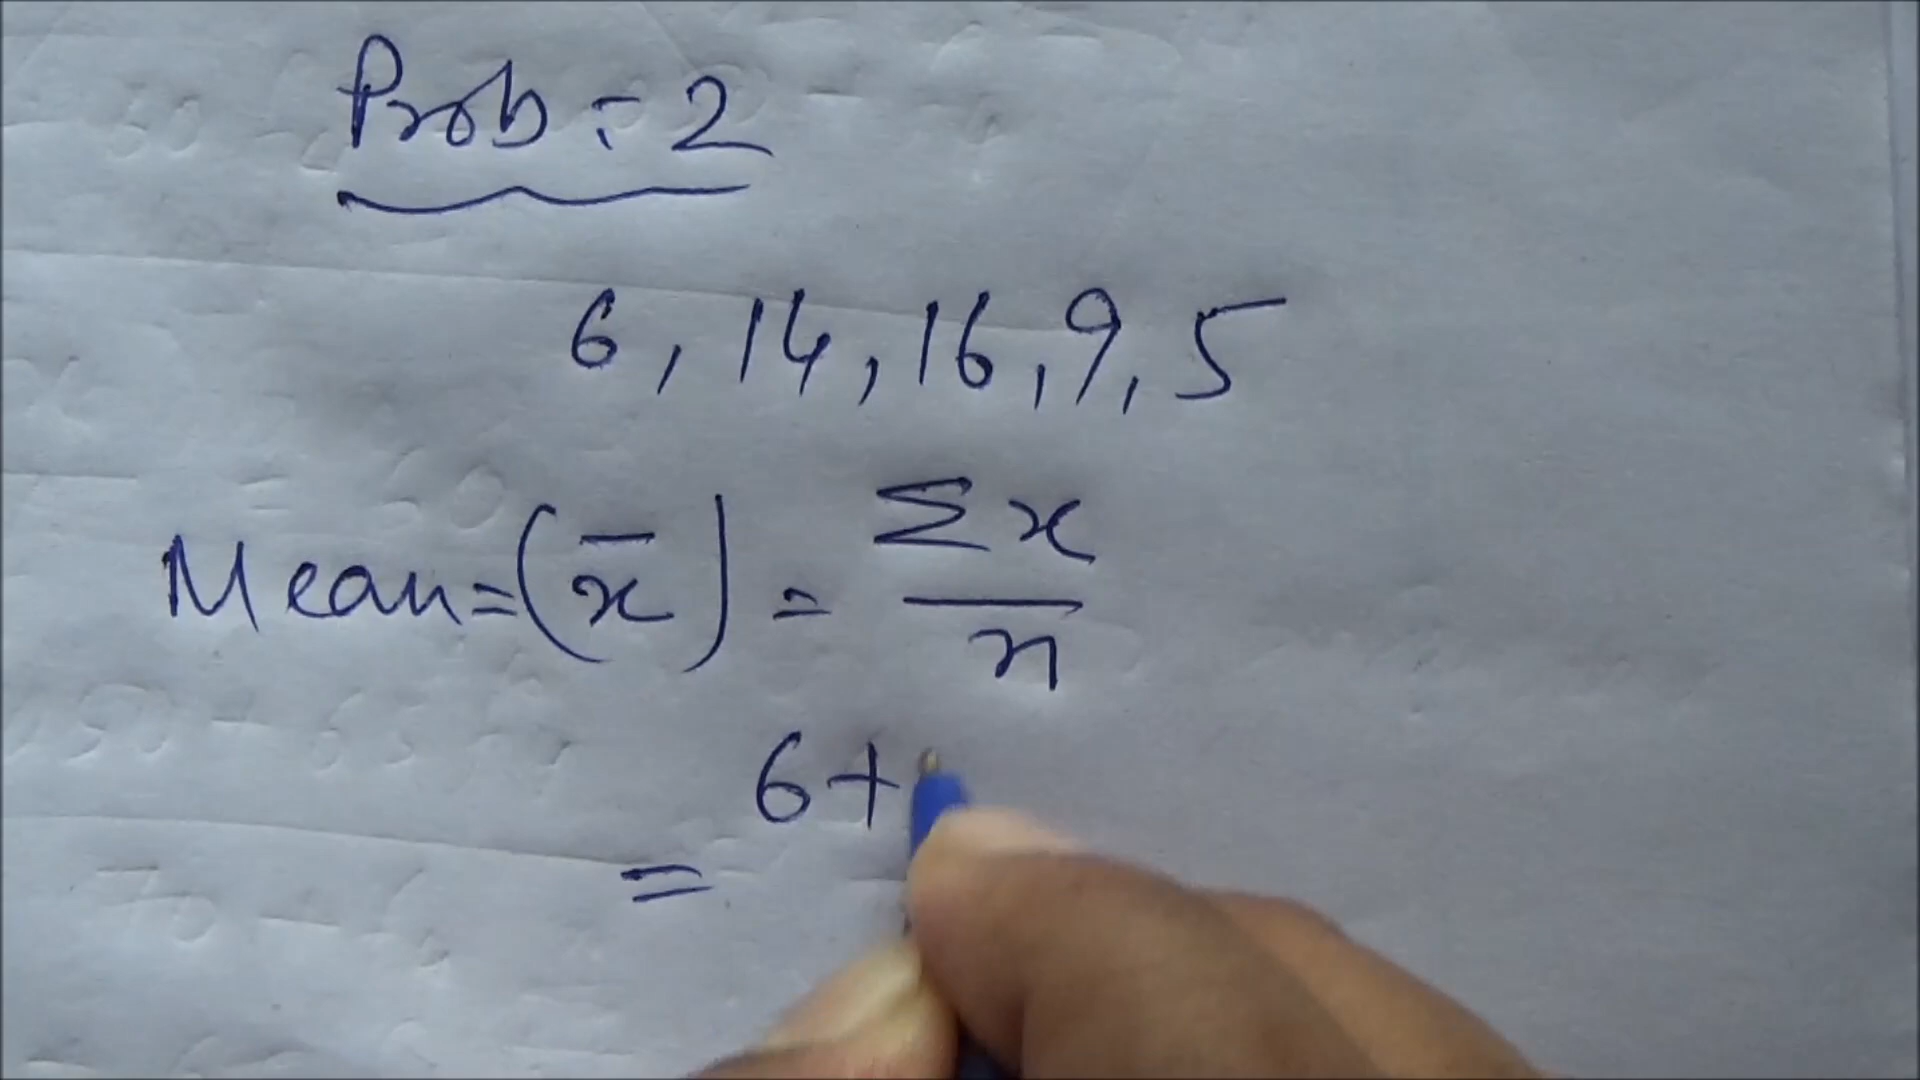 Prob:- 2
6, 14, 16, 9, 5
Mean = (x̄) = Σx / n
= 6+